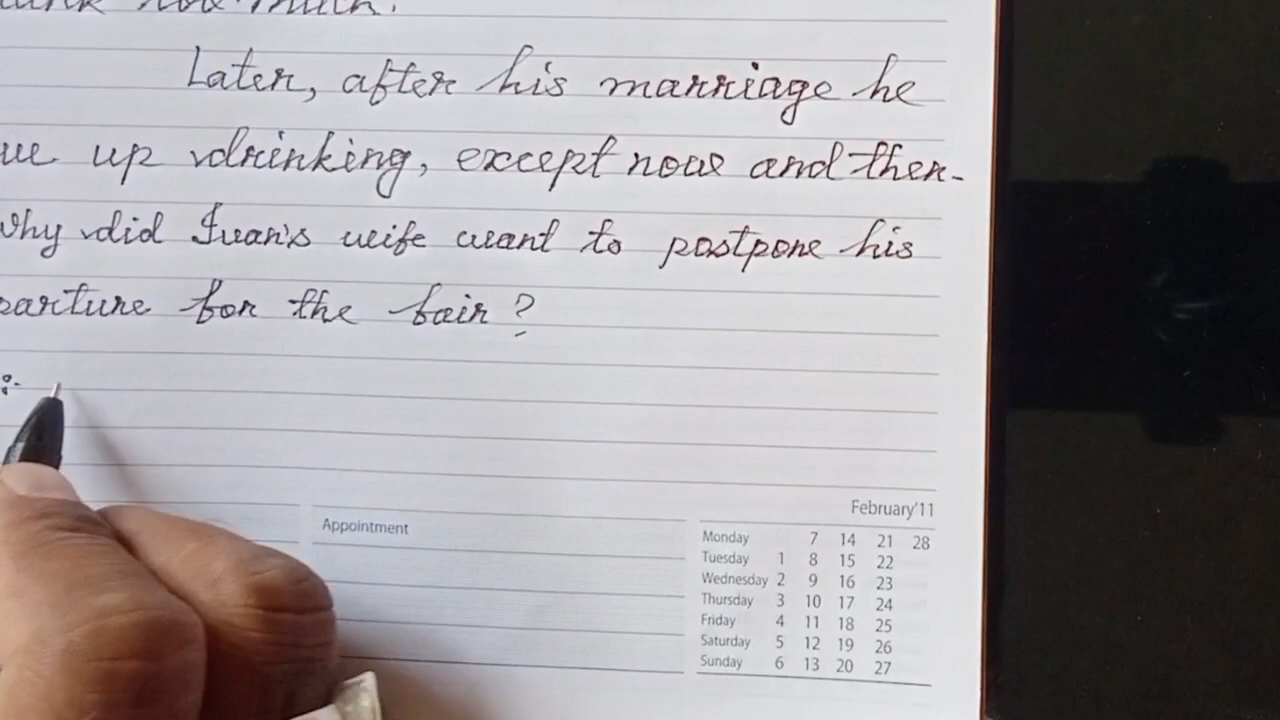 much.
Later, after his marriage he
up drinking, except now and then.
Why did Ivan's wife want to postpone his
parture for the fair?
:-
February'11
Appointment
Monday 7 14 21 28
Tuesday 1 8 15 22
Wednesday 2 9 16 23
Thursday 3 10 17 24
Friday 4 11 18 25
Saturday 5 12 19 26
Sunday 6 13 20 27